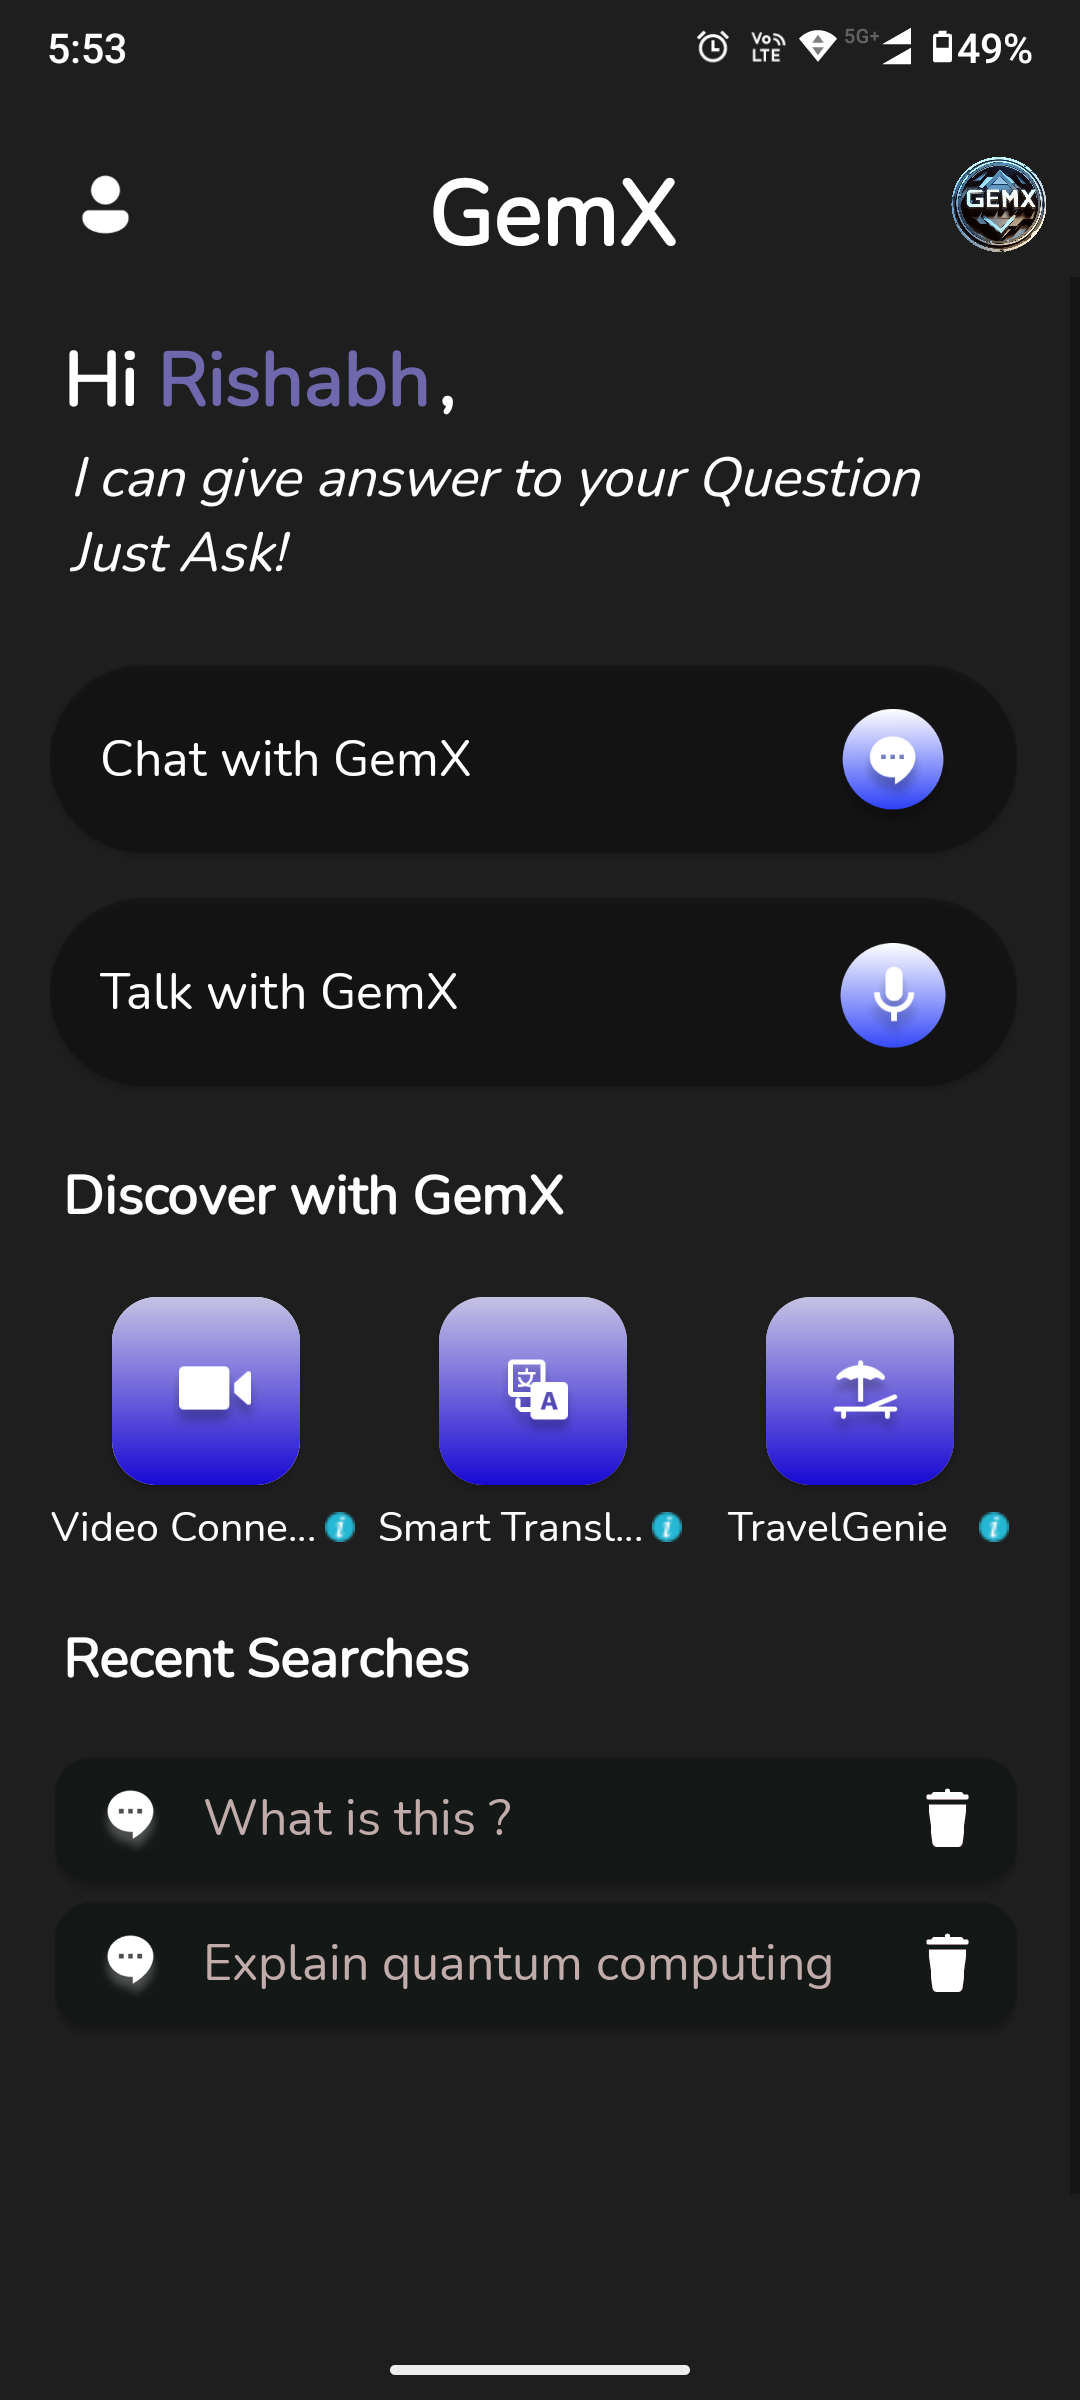 5:53
Vo LTE 5G+ 49%
GemX
GEMX
Hi Rishabh,
I can give answer to your Question
Just Ask!
Chat with GemX
Talk with GemX
Discover with GemX
Video Conne... Smart Transl... TravelGenie
Recent Searches
What is this ?
Explain quantum computing